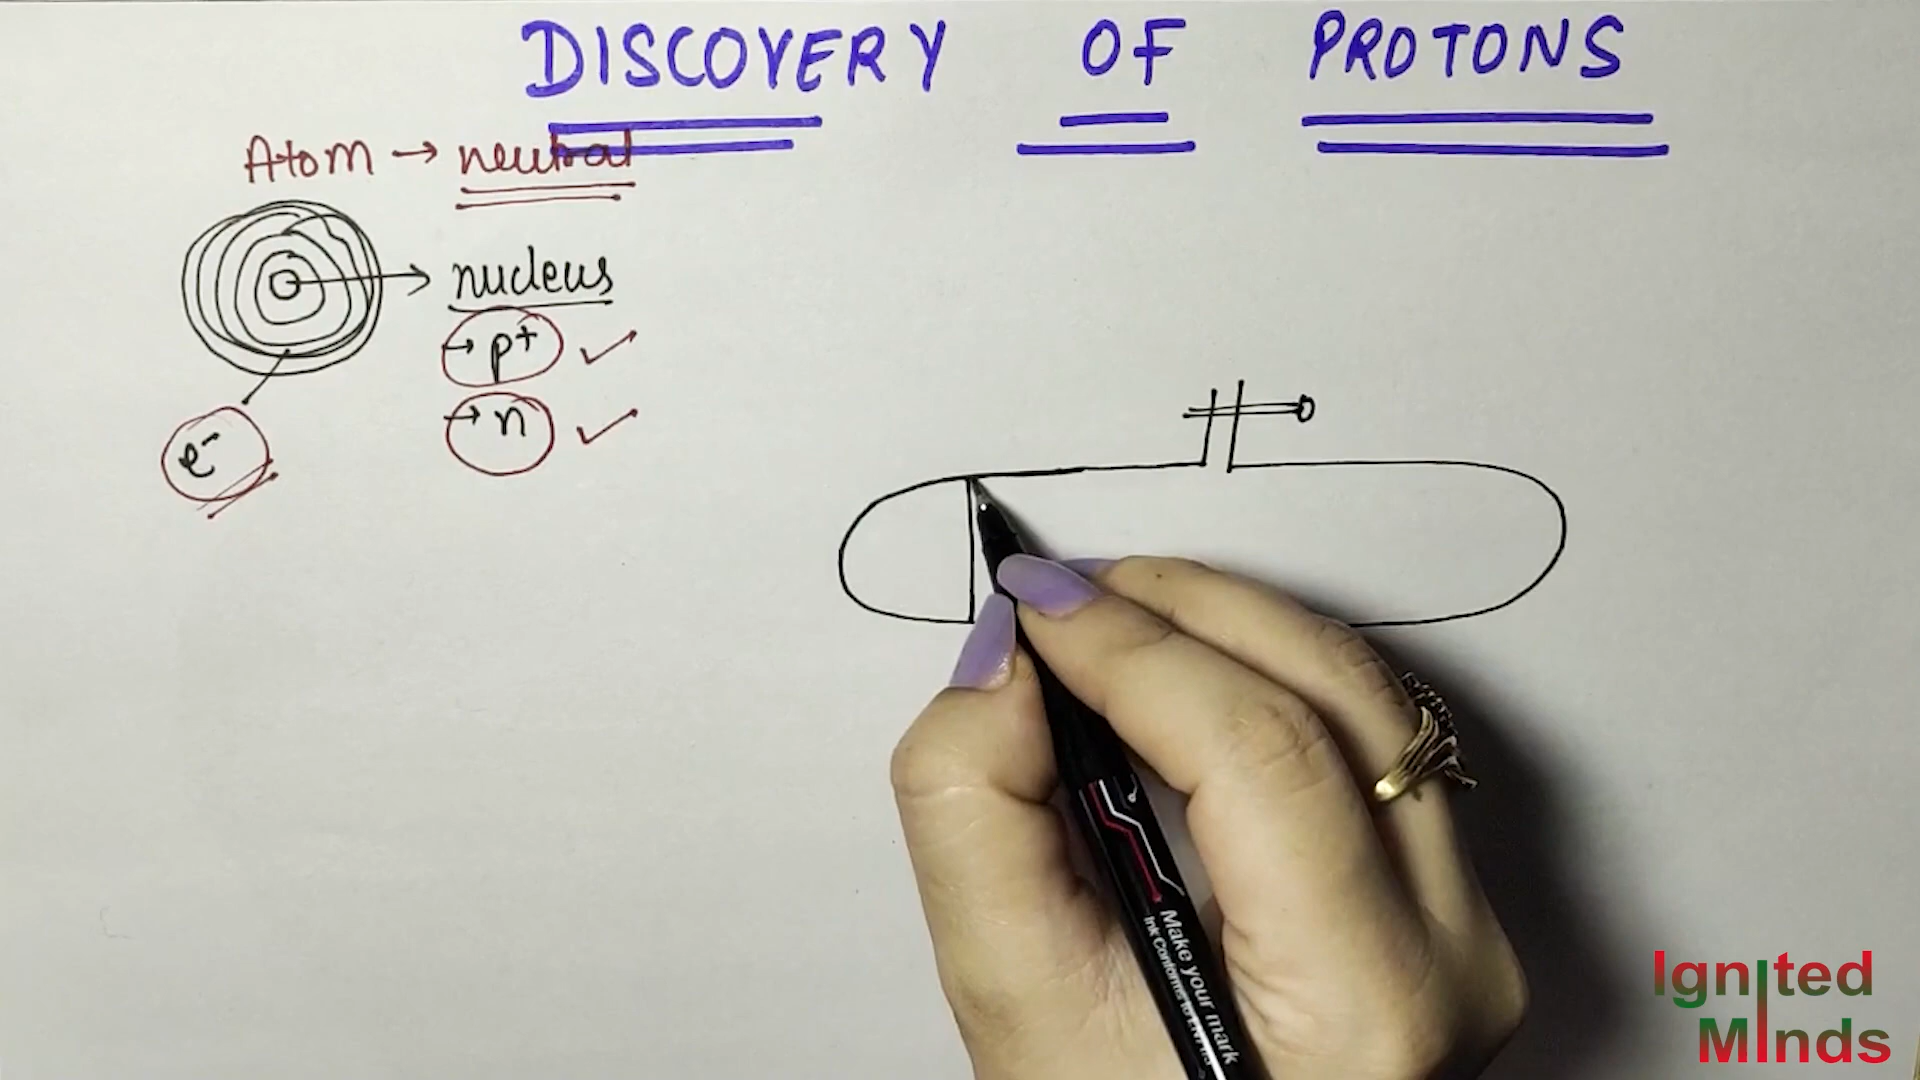 DISCOVERY OF PROTONS
Atom → neutral
nucleus
→ p+ ✓
→ n ✓
e-
Make your mark
Ignited
Minds